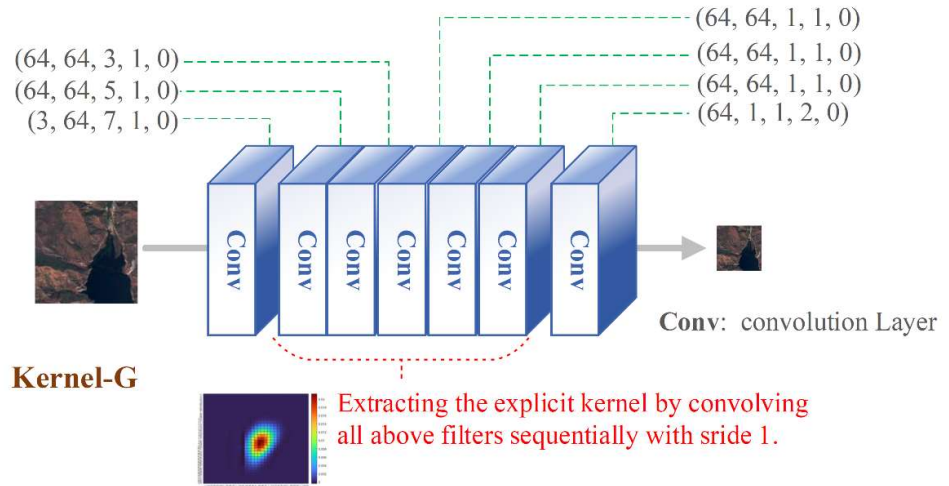 (64, 64, 1, 1, 0)
(64, 64, 3, 1, 0)
(64, 64, 1, 1, 0)
(64, 64, 5, 1, 0)
(64, 64, 1, 1, 0)
(3, 64, 7, 1, 0)
(64, 1, 1, 2, 0)
Conv
Conv
Conv
Conv
Conv
Conv
Conv
Conv: convolution Layer
Kernel-G
Extracting the explicit kernel by convolving
all above filters sequentially with sride 1.